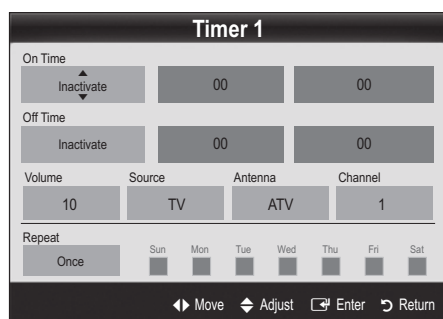 Timer 1
On Time
Inactivate 00 00
Off Time
Inactivate 00 00
Volume Source Antenna Channel
10 TV ATV 1
Repeat
Sun Mon Tue Wed Thu Fri Sat
Once
Move Adjust Enter Return